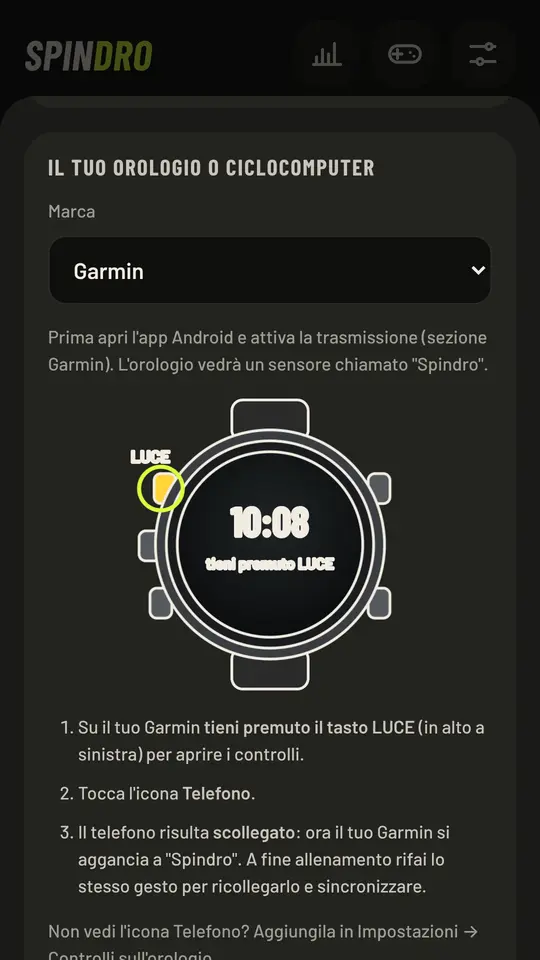 SPINDRO
IL TUO OROLOGIO O CICLOCOMPUTER
Marca
Garmin
Prima apri l'app Android e attiva la trasmissione (sezione
Garmin). L'orologio vedrà un sensore chiamato "Spindro".
LUCE
10:08
tieni premuto LUCE
1. Su il tuo Garmin tieni premuto il tasto LUCE (in alto a
sinistra) per aprire i controlli.
2. Tocca l'icona Telefono.
3. Il telefono risulta scollegato: ora il tuo Garmin si
aggancia a "Spindro". A fine allenamento rifai lo
stesso gesto per ricollegarlo e sincronizzare.
Non vedi l'icona Telefono? Aggiungila in Impostazioni →
Controlli sull'orologio